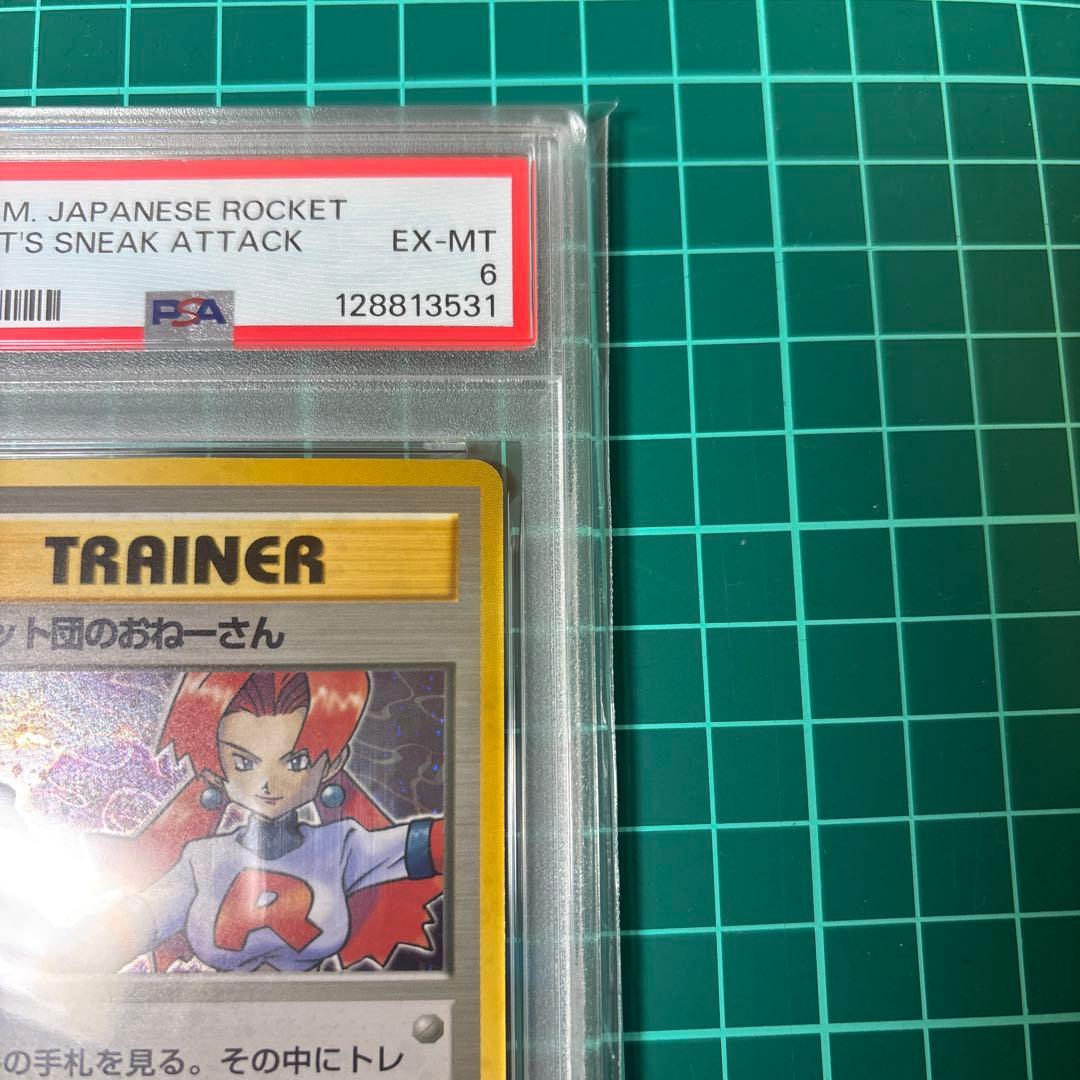 M. JAPANESE ROCKET
T'S SNEAK ATTACK EX-MT
6
PSA 128813531
TRAINER
ット団のおねーさん
R
の手札を見る。その中にトレ